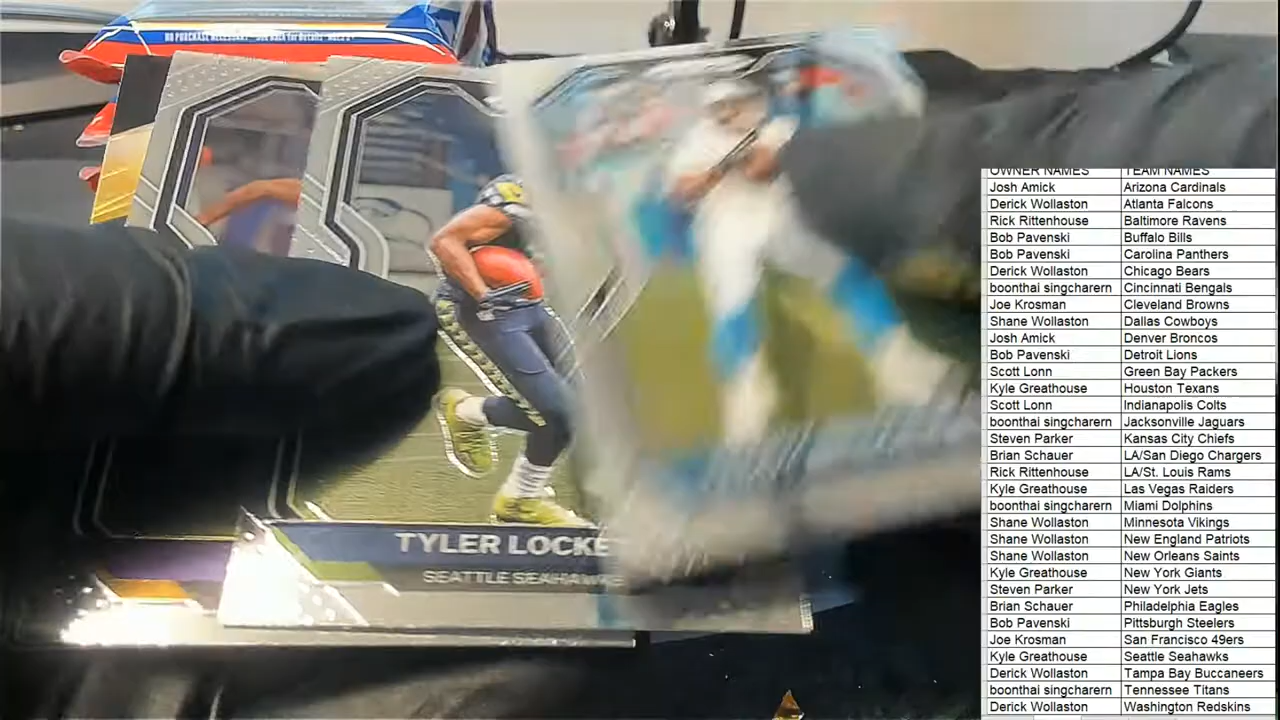 NO PURCHASE NECESSARY
TYLER LOCKE
SEATTLE SEAHAWKS
OWNER NAMES TEAM NAMES
Josh Amick Arizona Cardinals
Derick Wollaston Atlanta Falcons
Rick Rittenhouse Baltimore Ravens
Bob Pavenski Buffalo Bills
Bob Pavenski Carolina Panthers
Derick Wollaston Chicago Bears
boonthai singcharern Cincinnati Bengals
Joe Krosman Cleveland Browns
Shane Wollaston Dallas Cowboys
Josh Amick Denver Broncos
Bob Pavenski Detroit Lions
Scott Lonn Green Bay Packers
Kyle Greathouse Houston Texans
Scott Lonn Indianapolis Colts
boonthai singcharern Jacksonville Jaguars
Steven Parker Kansas City Chiefs
Brian Schauer LA/San Diego Chargers
Rick Rittenhouse LA/St. Louis Rams
Kyle Greathouse Las Vegas Raiders
boonthai singcharern Miami Dolphins
Shane Wollaston Minnesota Vikings
Shane Wollaston New England Patriots
Shane Wollaston New Orleans Saints
Kyle Greathouse New York Giants
Steven Parker New York Jets
Brian Schauer Philadelphia Eagles
Bob Pavenski Pittsburgh Steelers
Joe Krosman San Francisco 49ers
Kyle Greathouse Seattle Seahawks
Derick Wollaston Tampa Bay Buccaneers
boonthai singcharern Tennessee Titans
Derick Wollaston Washington Redskins